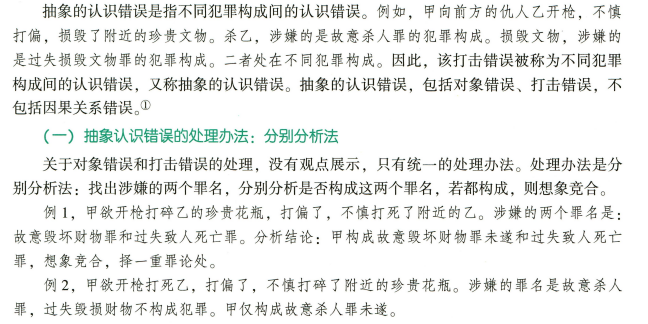 抽象的认识错误是指不同犯罪构成间的认识错误。例如，甲向前方的仇人乙开枪，不慎
打偏，损毁了附近的珍贵文物。杀乙，涉嫌的是故意杀人罪的犯罪构成。损毁文物，涉嫌的
是过失损毁文物罪的犯罪构成。二者处在不同犯罪构成。因此，该打击错误被称为不同犯罪
构成间的认识错误，又称抽象的认识错误。抽象的认识错误，包括对象错误、打击错误，不
包括因果关系错误。①
（一）抽象认识错误的处理办法：分别分析法
关于对象错误和打击错误的处理，没有观点展示，只有统一的处理办法。处理办法是分
别分析法：找出涉嫌的两个罪名，分别分析是否构成这两个罪名，若都构成，则想象竞合。
例1，甲欲开枪打碎乙的珍贵花瓶，打偏了，不慎打死了附近的乙。涉嫌的两个罪名是：
故意毁坏财物罪和过失致人死亡罪。分析结论：甲构成故意毁坏财物罪未遂和过失致人死亡
罪，想象竞合，择一重罪论处。
例2，甲欲开枪打死乙，打偏了，不慎打碎了附近的珍贵花瓶。涉嫌的罪名是故意杀人
罪，过失毁损财物不构成犯罪。甲仅构成故意杀人罪未遂。